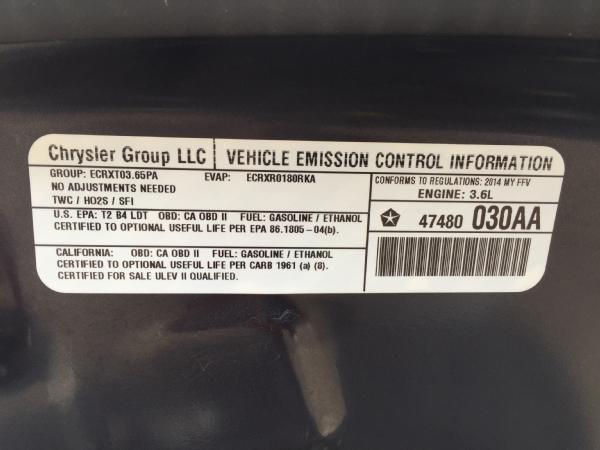 Chrysler Group LLC VEHICLE EMISSION CONTROL INFORMATION
GROUP: ECRXT03.65PA EVAP: ECRXR0180RKA
NO ADJUSTMENTS NEEDED
TWC / HO2S / SFI
CONFORMS TO REGULATIONS: 2014 MY FFV
ENGINE: 3.6L
U.S. EPA: T2 B4 LDT OBD: CA OBD II FUEL: GASOLINE / ETHANOL
CERTIFIED TO OPTIONAL USEFUL LIFE PER EPA 86.1805-04(b).
47480 030AA
CALIFORNIA: OBD: CA OBD II FUEL: GASOLINE / ETHANOL
CERTIFIED TO OPTIONAL USEFUL LIFE PER CARB 1961 (a) (8).
CERTIFIED FOR SALE ULEV II QUALIFIED.